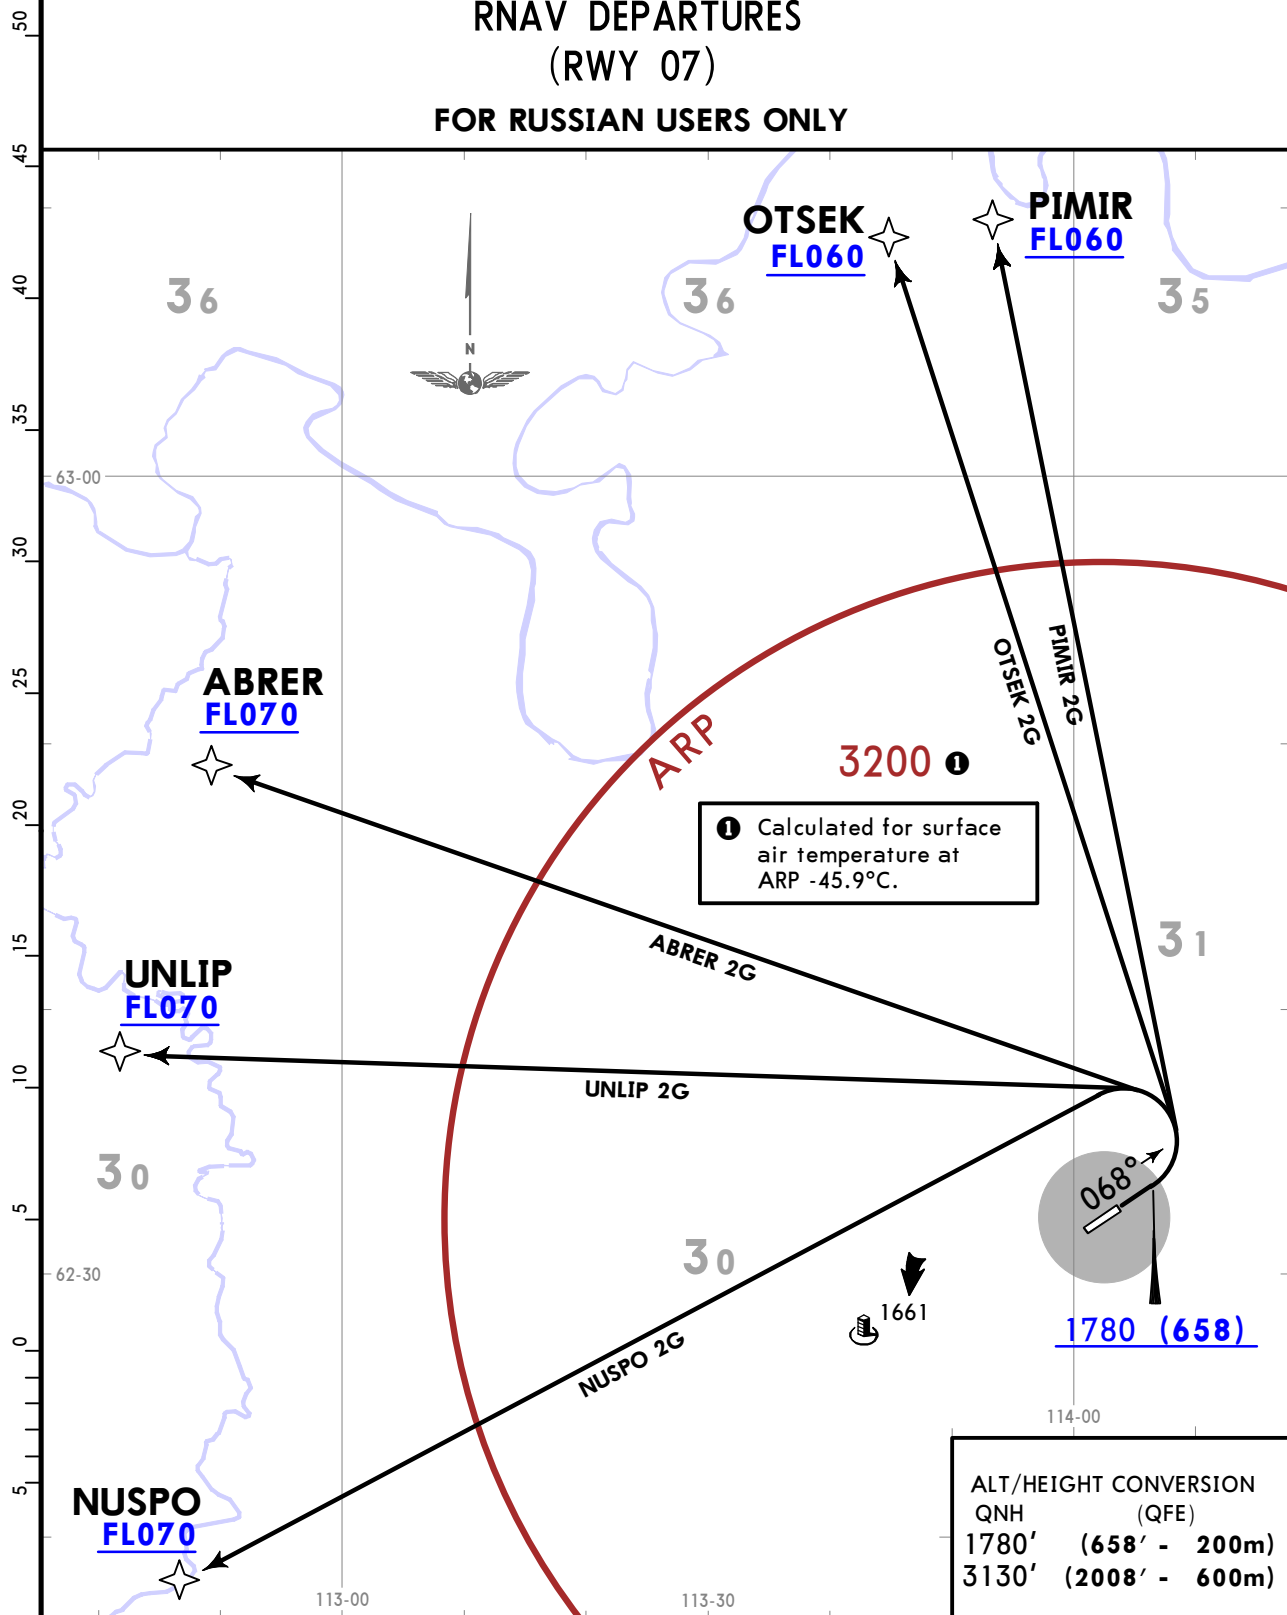 RNAV DEPARTURES
(RWY 07)
FOR RUSSIAN USERS ONLY
50
45
40
35
30
25
20
15
10
5
0
5
OTSEK
FL060
PIMIR
FL060
36
36
35
N
63-00
ABRER
FL070
OTSEK 2G
PIMIR 2G
ARP
3200 1
1 Calculated for surface
air temperature at
ARP -45.9°C.
31
ABRER 2G
UNLIP
FL070
UNLIP 2G
30
068°
30
62-30
1661
1780 (658)
NUSPO 2G
114-00
NUSPO
FL070
113-00
113-30
ALT/HEIGHT CONVERSION
QNH (QFE)
1780' (658' - 200m)
3130' (2008' - 600m)